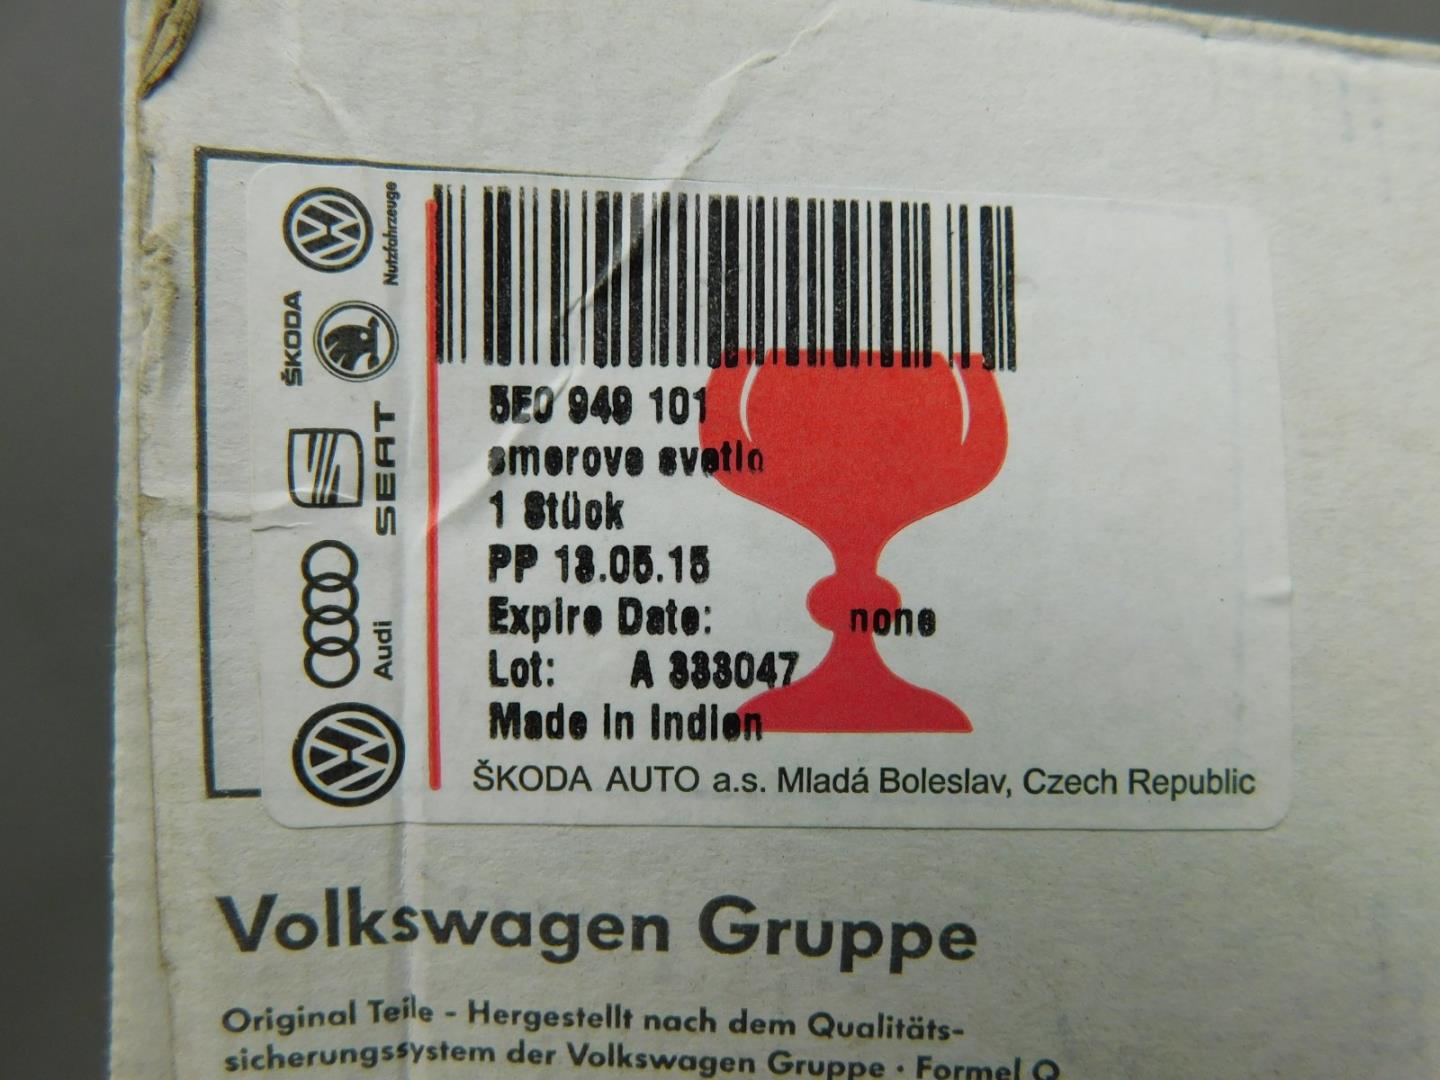 Nutzfahrzeuge
ŠKODA
SEAT
Audi
5E0 949 101
smerove svetlo
1 Stück
PP 13.05.15
Expire Date: none
Lot: A 333047
Made in Indien
ŠKODA AUTO a.s. Mladá Boleslav, Czech Republic
Volkswagen Gruppe
Original Teile - Hergestellt nach dem Qualitäts-
sicherungssystem der Volkswagen Gruppe · Formel Q